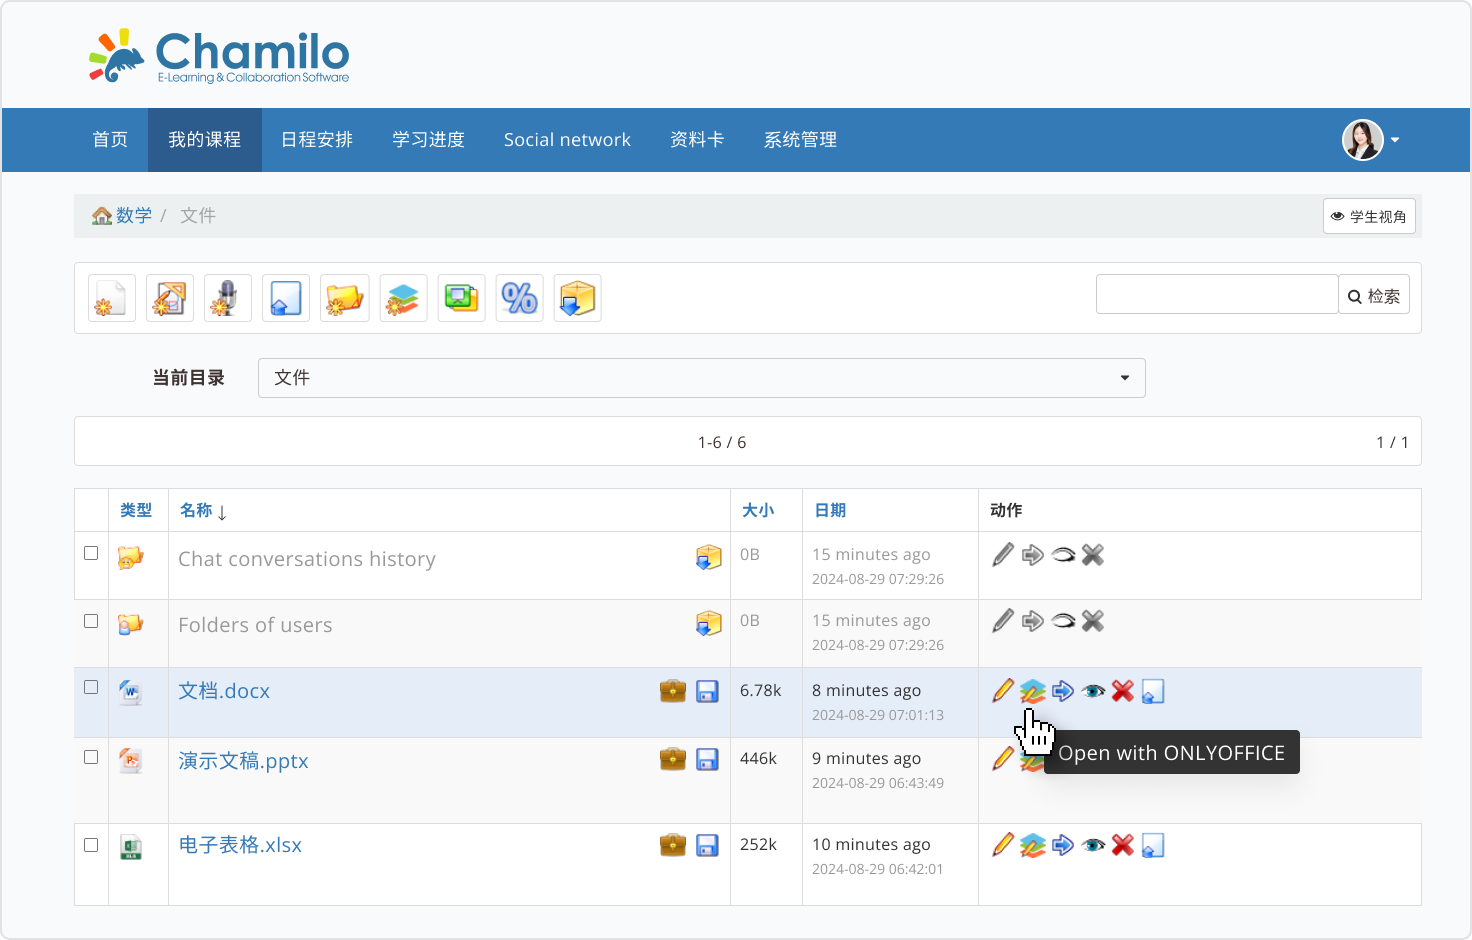 Chamilo
E-Learning & Collaboration Software
首页 我的课程 日程安排 学习进度 Social network 资料卡 系统管理
数学 / 文件 学生视角
检索
当前目录 文件
1-6 / 6 1 / 1
类型 名称 ↓ 大小 日期 动作
Chat conversations history 0B 15 minutes ago
2024-08-29 07:29:26
Folders of users 0B 15 minutes ago
2024-08-29 07:29:26
文档.docx 6.78k 8 minutes ago
2024-08-29 07:01:13
Open with ONLYOFFICE
演示文稿.pptx 446k 9 minutes ago
2024-08-29 06:43:49
电子表格.xlsx 252k 10 minutes ago
2024-08-29 06:42:01